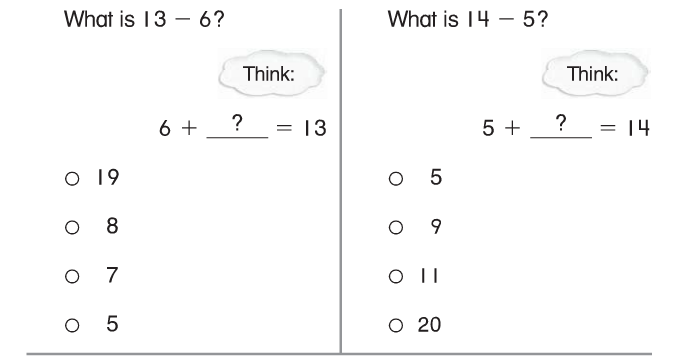 What is 13 − 6?
Think:
6 + ? = 13
19
8
7
5
What is 14 − 5?
Think:
5 + ? = 14
5
9
11
20